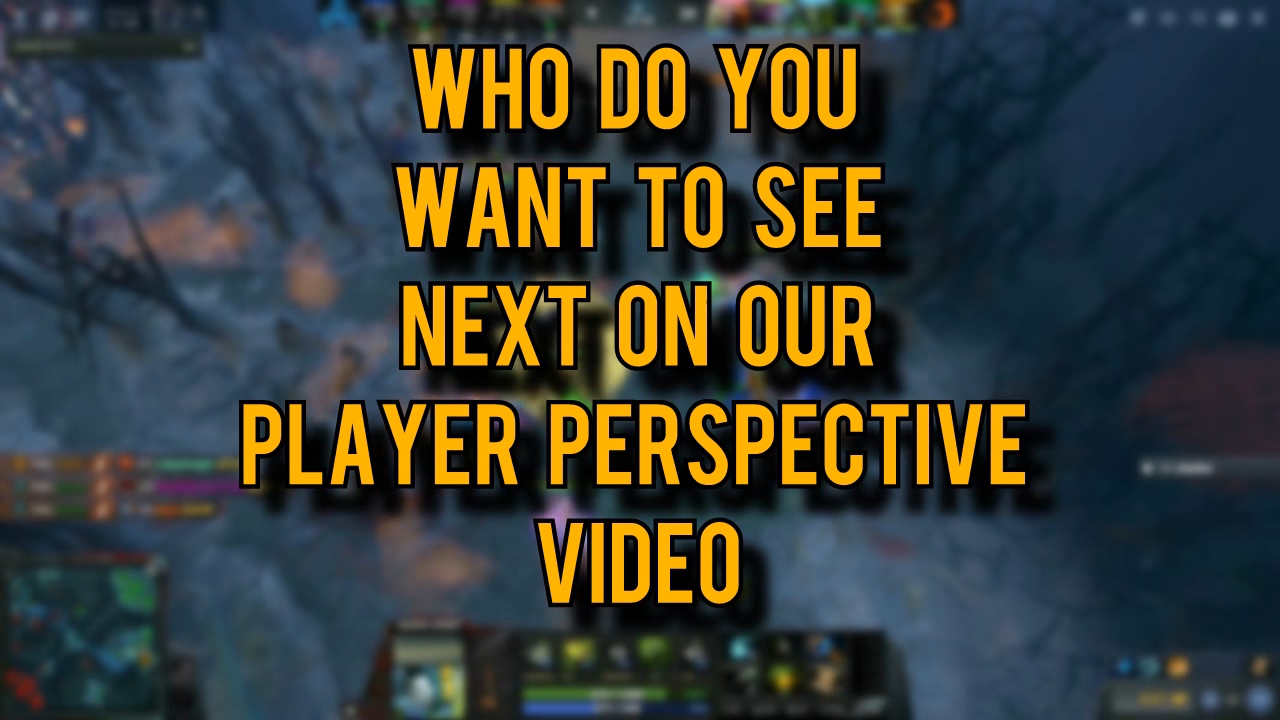 WHO DO YOU
WANT TO SEE
NEXT ON OUR
PLAYER PERSPECTIVE
VIDEO